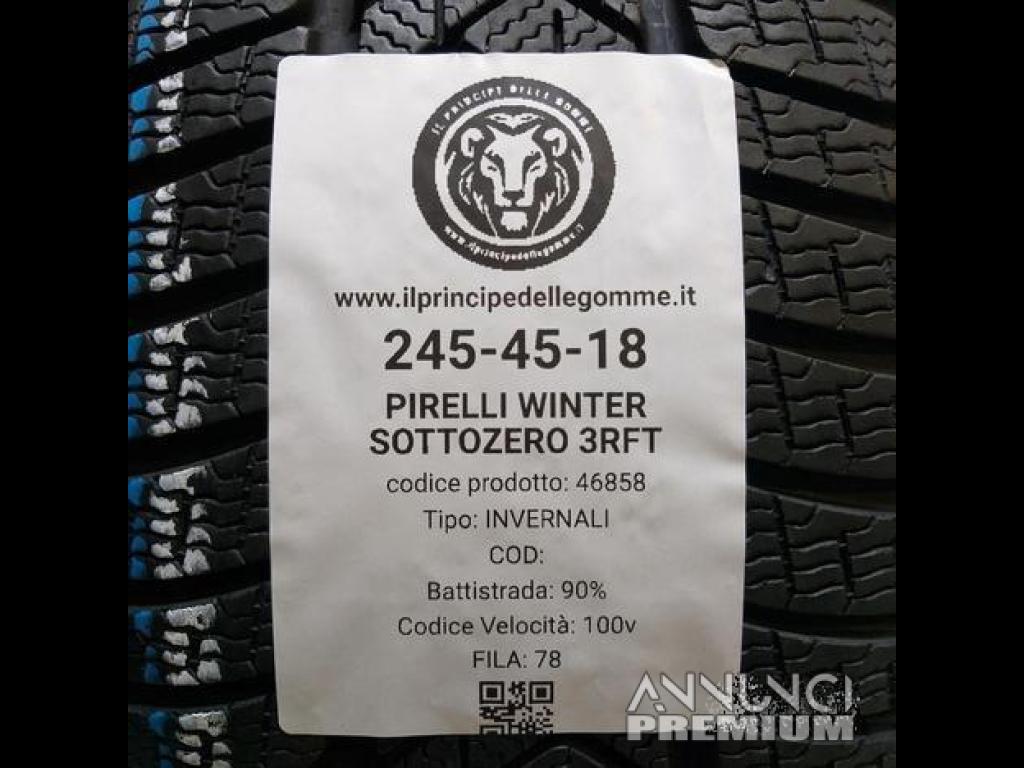 IL PRINCIPE DELLE GOMME
www.ilprincipedellegomme.it
www.ilprincipedellegomme.it
245-45-18
PIRELLI WINTER
SOTTOZERO 3RFT
codice prodotto: 46858
Tipo: INVERNALI
COD:
Battistrada: 90%
Codice Velocità: 100v
FILA: 78
ANNUNCI
PREMIUM